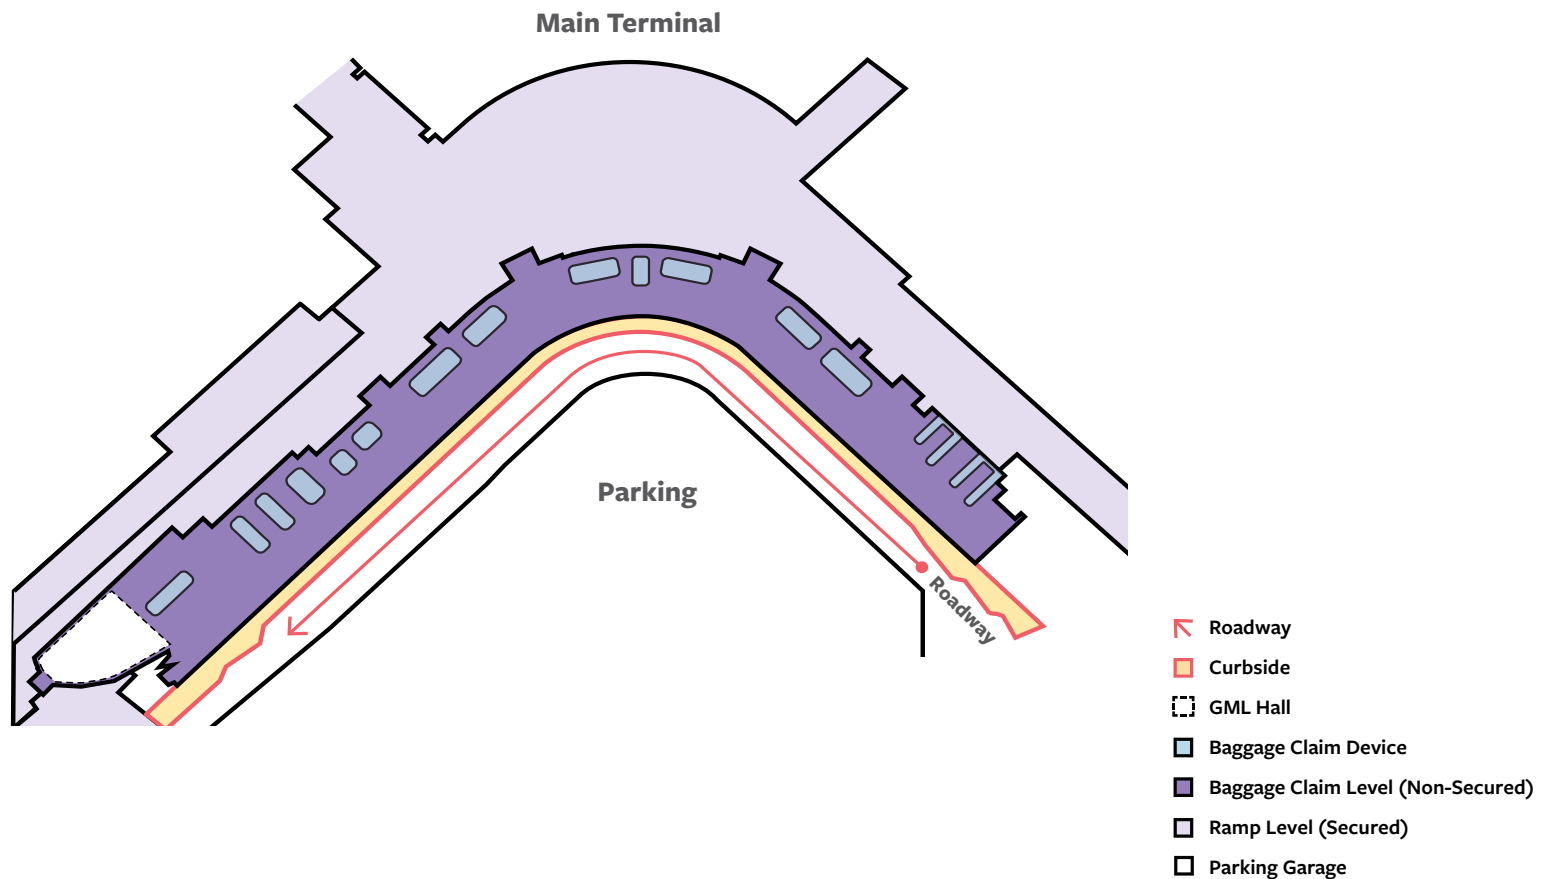 Main Terminal
Parking
Roadway
Roadway
Curbside
GML Hall
Baggage Claim Device
Baggage Claim Level (Non-Secured)
Ramp Level (Secured)
Parking Garage